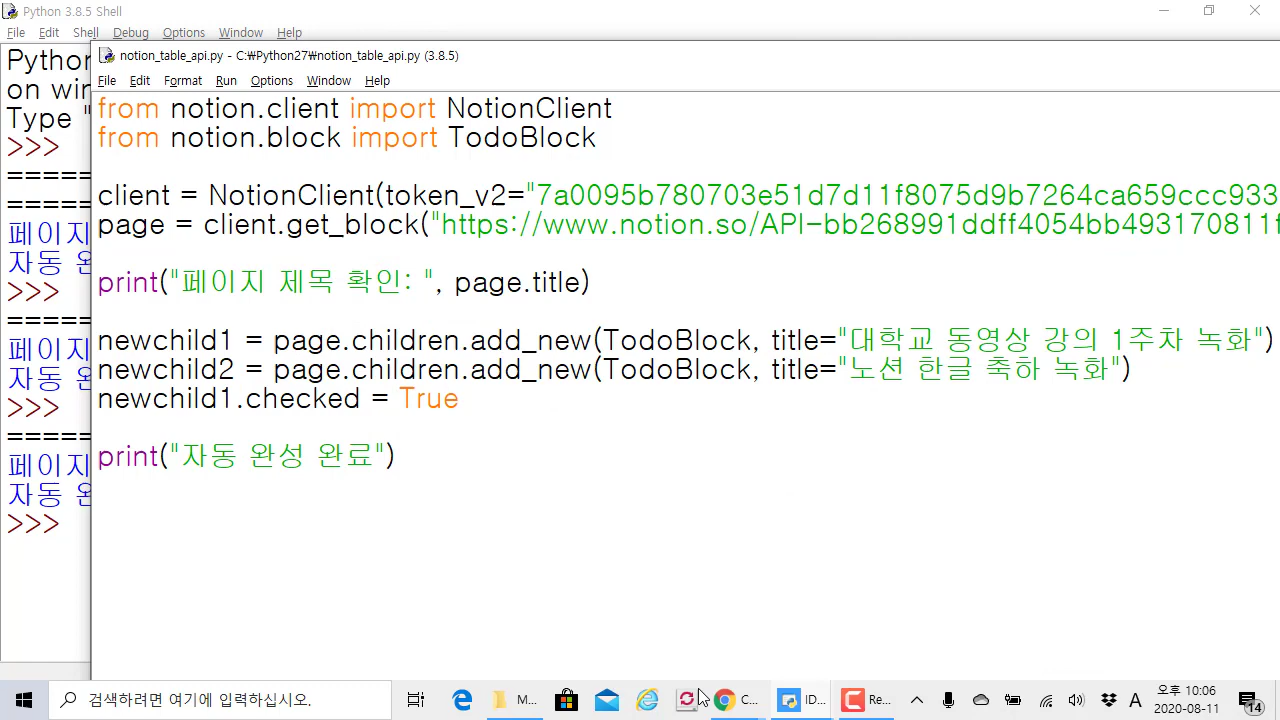 Python 3.8.5 Shell
File Edit Shell Debug Options Window Help
Python
on win
Type "
>>>
=====
=====
페이지
자동 완
>>>
=====
페이지
자동 완
>>>
=====
페이지
자동 완
>>>
notion_table_api.py - C:₩Python27₩notion_table_api.py (3.8.5)
File Edit Format Run Options Window Help
from notion.client import NotionClient
from notion.block import TodoBlock
client = NotionClient(token_v2="7a0095b780703e51d7d11f8075d9b7264ca659ccc933
page = client.get_block("https://www.notion.so/API-bb268991ddff4054bb493170811f
print("페이지 제목 확인: ", page.title)
newchild1 = page.children.add_new(TodoBlock, title="대학교 동영상 강의 1주차 녹화")
newchild2 = page.children.add_new(TodoBlock, title="노션 한글 축하 녹화")
newchild1.checked = True
print("자동 완성 완료")
검색하려면 여기에 입력하십시오.
M...
C...
ID...
Re...
A
오후 10:06
2020-08-11
14